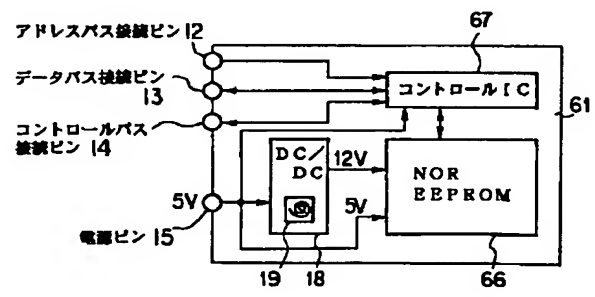 アドレスバス接続ピン 12
データバス接続ピン
13
コントロールバス
接続ピン 14
5V
電源ピン 15
67
コントロールIC
61
DC/
DC
12V
5V
NOR
EEPROM
19
18
66